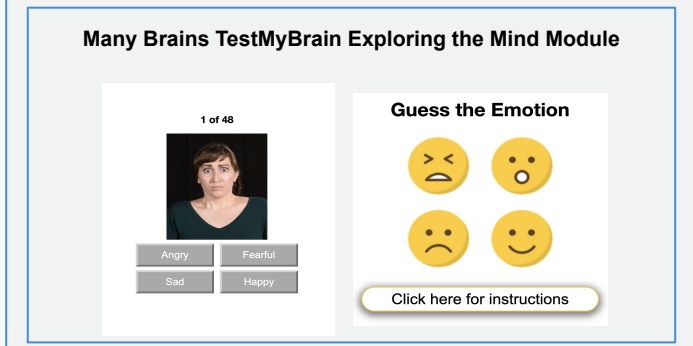 Many Brains TestMyBrain Exploring the Mind Module
1 of 48
Angry Fearful
Sad Happy
Guess the Emotion
Click here for instructions